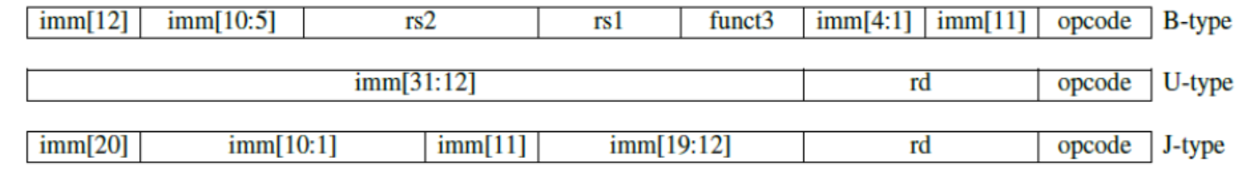 imm[12] imm[10:5] rs2 rs1 funct3 imm[4:1] imm[11] opcode B-type
imm[31:12] rd opcode U-type
imm[20] imm[10:1] imm[11] imm[19:12] rd opcode J-type